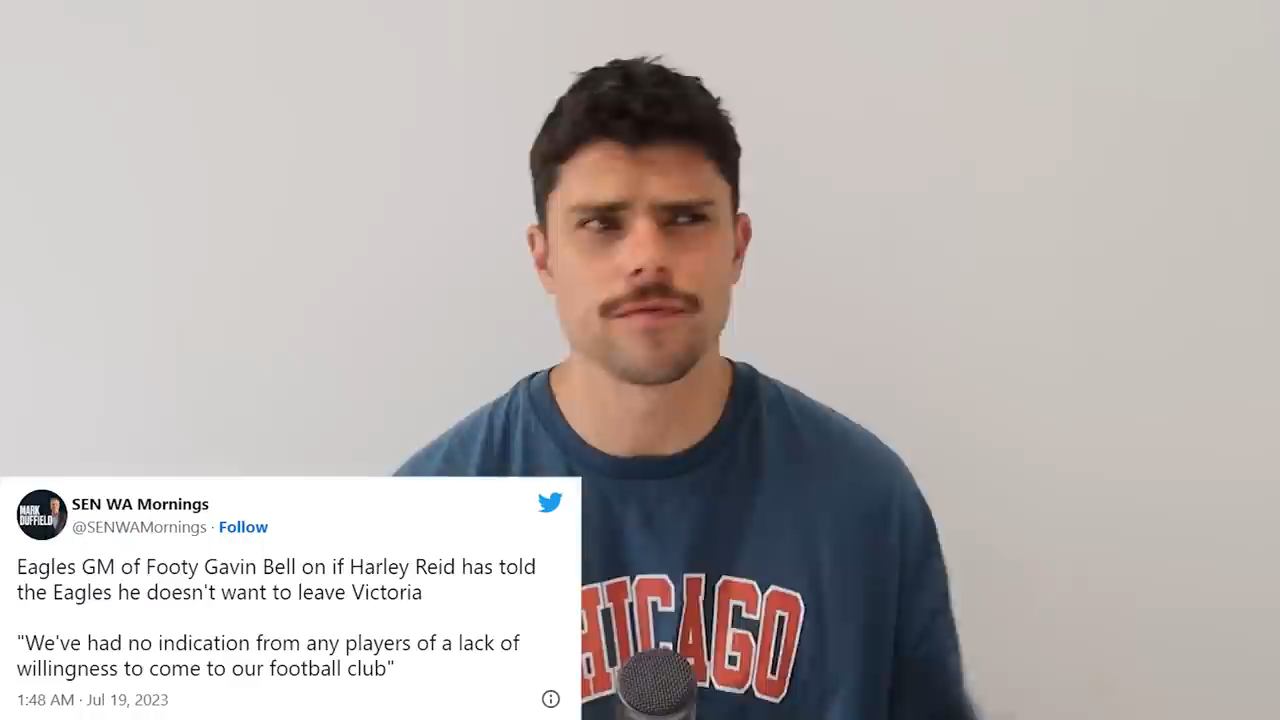 SEN WA Mornings
@SENWAMornings · Follow
MARK
DUFFIELD
Eagles GM of Footy Gavin Bell on if Harley Reid has told
the Eagles he doesn't want to leave Victoria
"We've had no indication from any players of a lack of
willingness to come to our football club"
1:48 AM · Jul 19, 2023
HICAGO